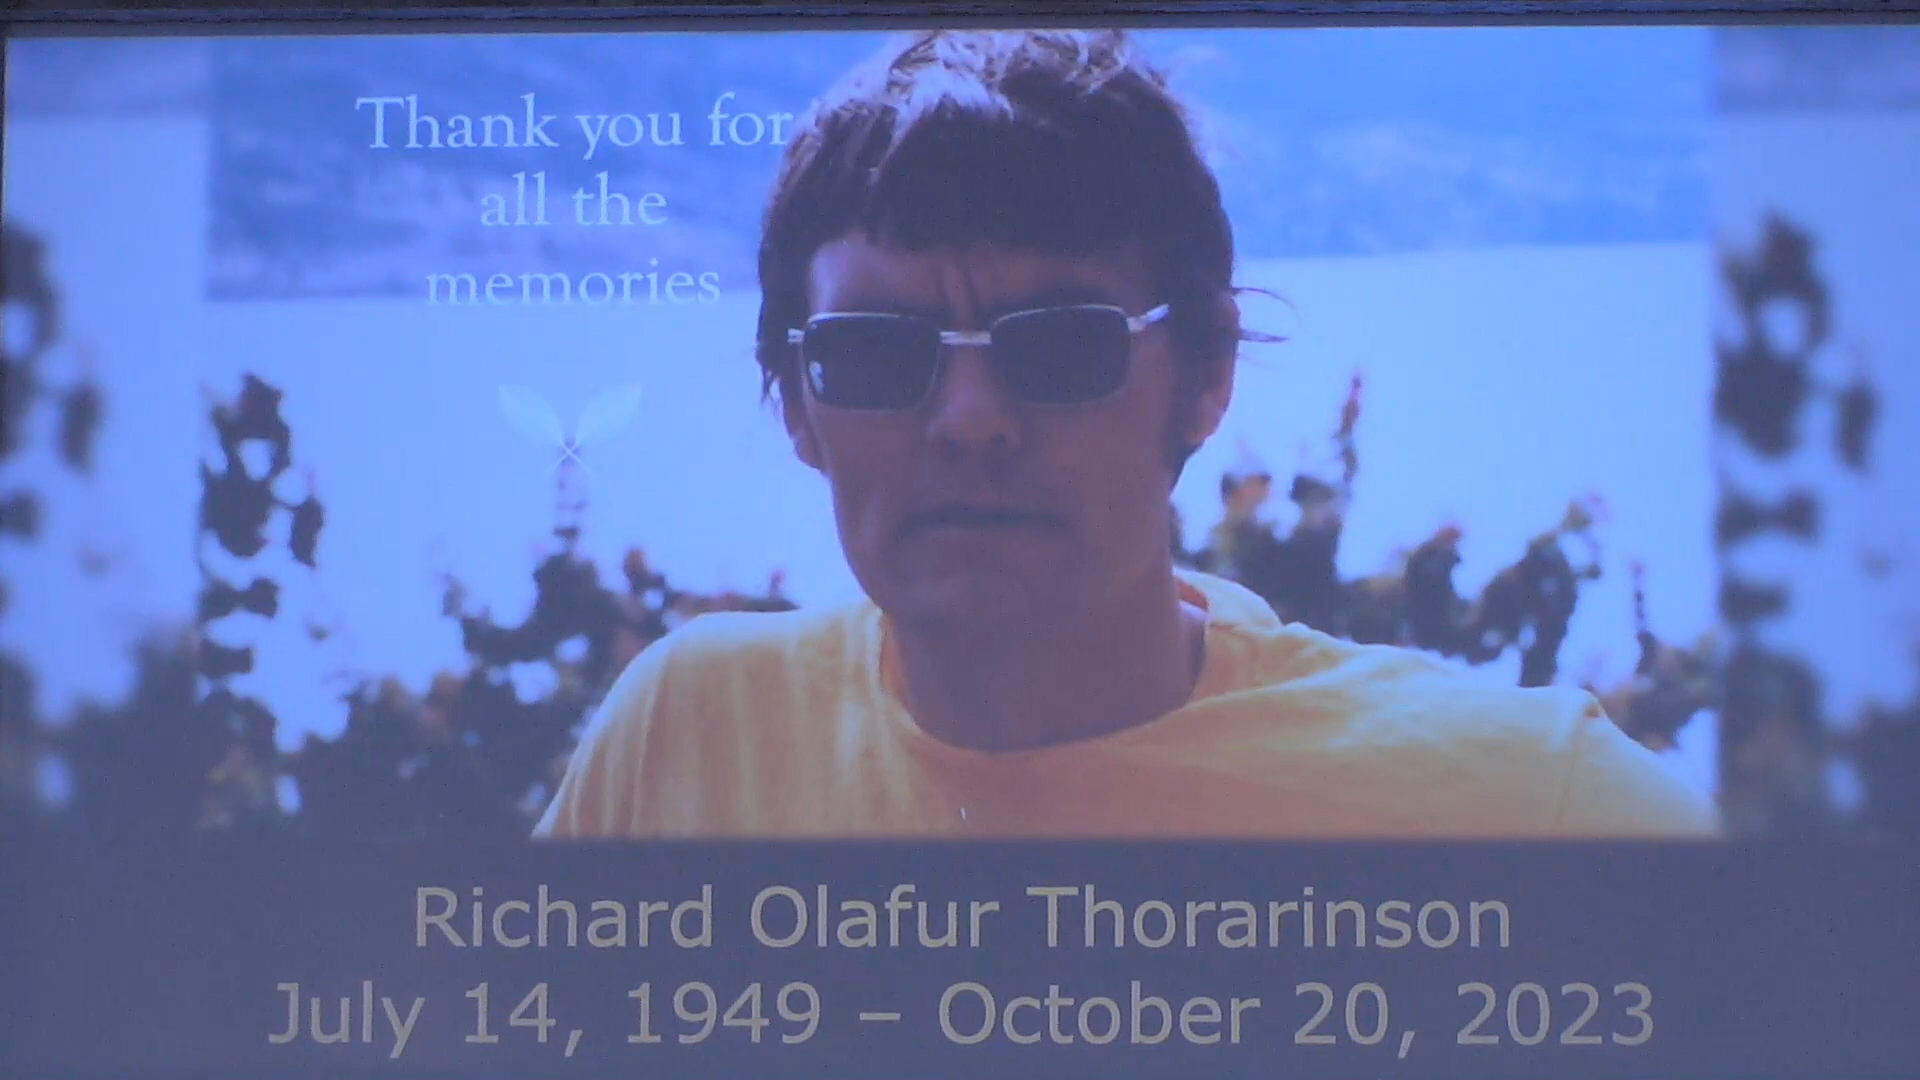 Thank you for
all the
memories
Richard Olafur Thorarinson
July 14, 1949 – October 20, 2023